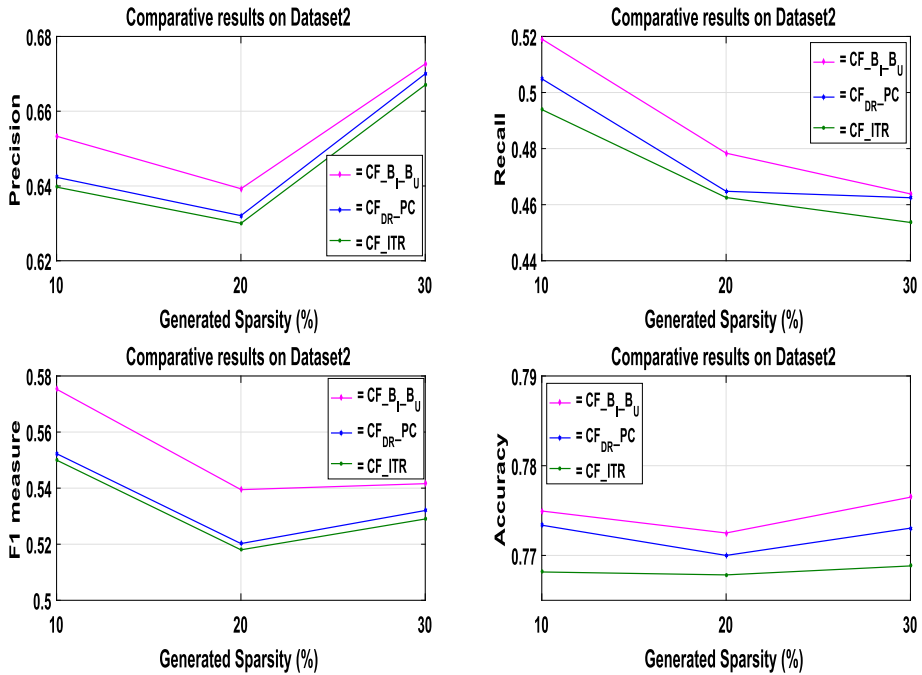 Comparative results on Dataset2
Precision
0.68
0.66
0.64
0.62
10 20 30
Generated Sparsity (%)
= CF_B_I_B_U
= CF_DR_PC
= CF_ITR
Comparative results on Dataset2
Recall
0.52
0.5
0.48
0.46
0.44
10 20 30
Generated Sparsity (%)
= CF_B_I_B_U
= CF_DR_PC
= CF_ITR
Comparative results on Dataset2
F1 measure
0.58
0.56
0.54
0.52
0.5
10 20 30
Generated Sparsity (%)
= CF_B_I_B_U
= CF_DR_PC
= CF_ITR
Comparative results on Dataset2
Accuracy
0.79
0.78
0.77
10 20 30
Generated Sparsity (%)
= CF_B_I_B_U
= CF_DR_PC
= CF_ITR